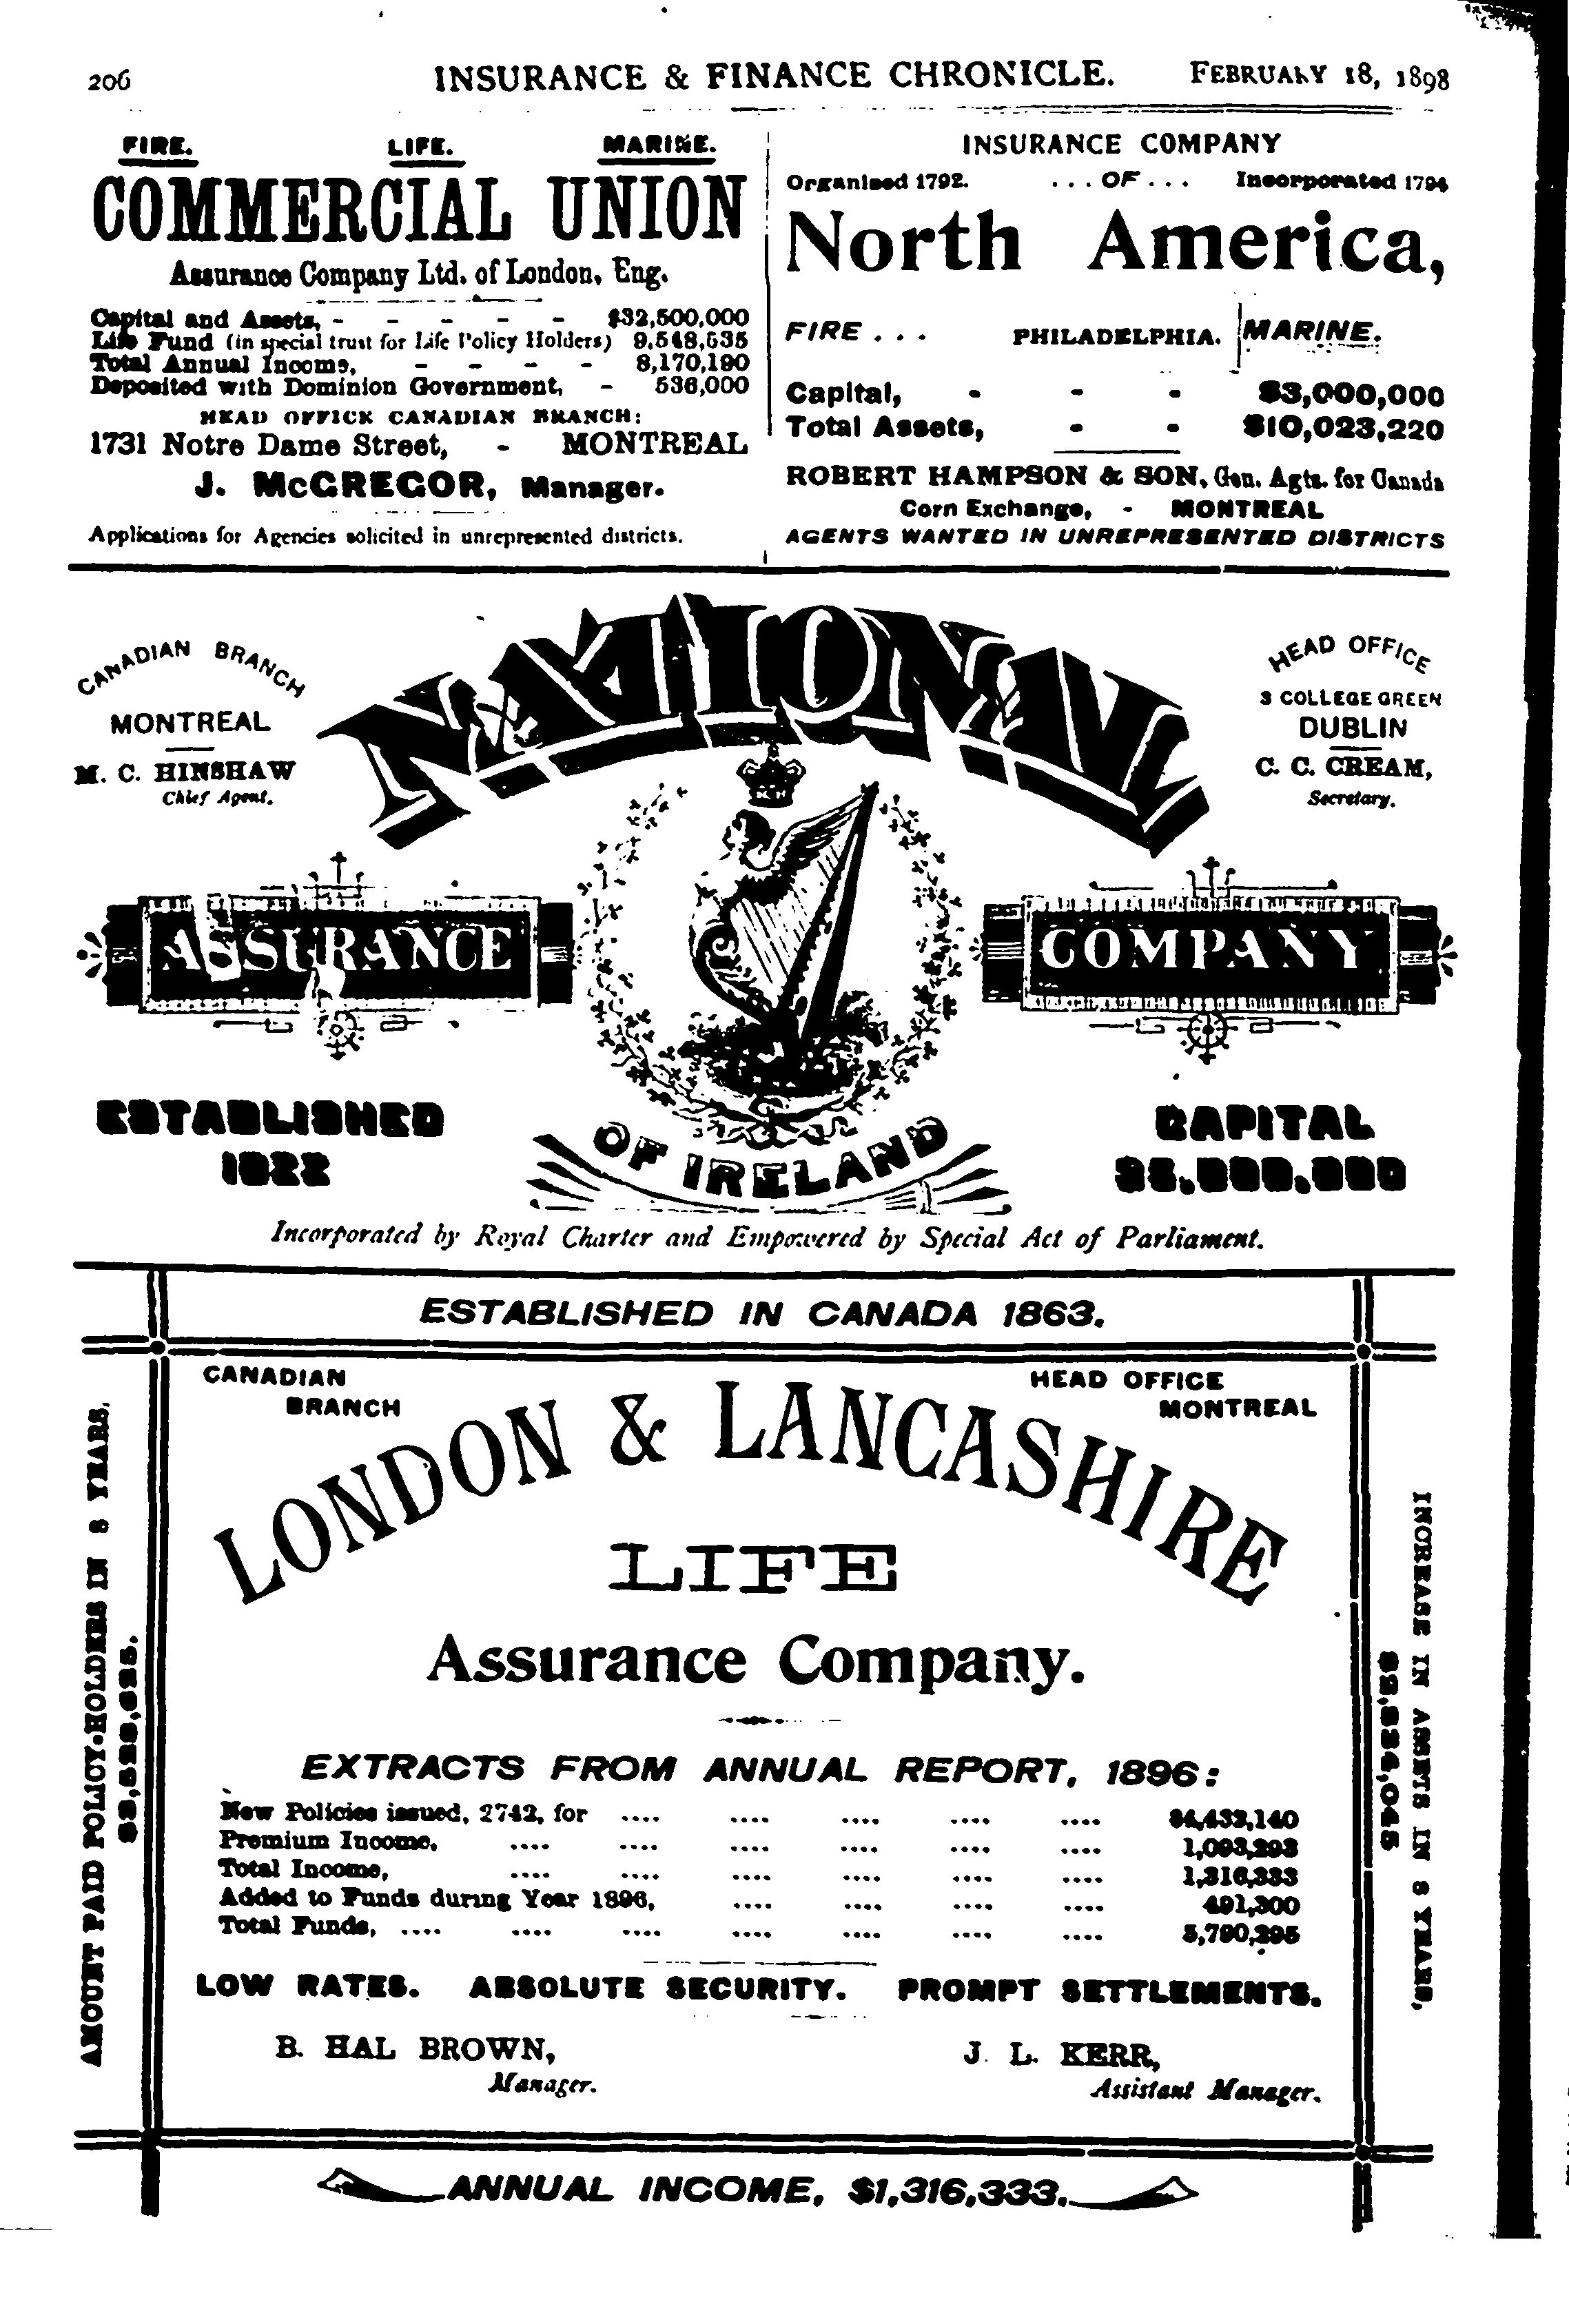 206 INSURANCE & FINANCE CHRONICLE. FEBRUARY 18, 1898
FIRE. LIFE. MARINE.
COMMERCIAL UNION
Assurance Company Ltd. of London, Eng.
Capital and Assets, - - - - - $32,500,000
Life Fund (in special trust for Life Policy Holders) 9,548,535
Total Annual Income, - - - - 8,170,190
Deposited with Dominion Government, - 536,000
HEAD OFFICE CANADIAN BRANCH:
1731 Notre Dame Street, - MONTREAL
J. McGREGOR, Manager.
Applications for Agencies solicited in unrepresented districts.
INSURANCE COMPANY
Organised 1792. ... OF ... Incorporated 1794
North America,
FIRE . . . PHILADELPHIA. MARINE.
Capital, - - - $3,000,000
Total Assets, - - $10,023,220
ROBERT HAMPSON & SON, Gen. Agts. for Canada
Corn Exchange, - MONTREAL
AGENTS WANTED IN UNREPRESENTED DISTRICTS
CANADIAN BRANCH
MONTREAL
M. C. HINSHAW
Chief Agent.
NATIONAL
HEAD OFFICE
3 COLLEGE GREEN
DUBLIN
C. C. CREAM,
Secretary.
ASSURANCE COMPANY
ESTABLISHED
1822
OF IRELAND
CAPITAL
Incorporated by Royal Charter and Empowered by Special Act of Parliament.
ESTABLISHED IN CANADA 1863.
CANADIAN
BRANCH
HEAD OFFICE
MONTREAL
LONDON & LANCASHIRE
LIFE
Assurance Company.
EXTRACTS FROM ANNUAL REPORT, 1896:
New Policies issued, 2742, for .... .... .... .... .... $4,432,140
Premium Income, .... .... .... .... .... .... 1,093,293
Total Income, .... .... .... .... .... .... 1,316,333
Added to Funds during Year 1896, .... .... .... .... 491,300
Total Funds, .... .... .... .... .... .... .... 5,790,295
LOW RATES. ABSOLUTE SECURITY. PROMPT SETTLEMENTS.
B. HAL BROWN,
Manager.
J. L. KERR,
Assistant Manager.
AMOUNT PAID POLICY-HOLDERS IN 8 YEARS,
INCREASE IN ASSETS IN 8 YEARS,
ANNUAL INCOME, $1,316,333.